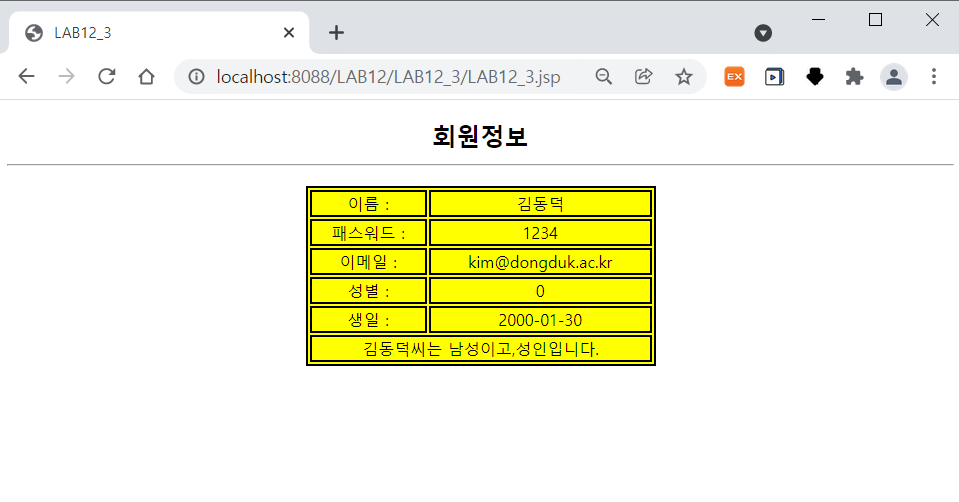 LAB12_3
localhost:8088/LAB12/LAB12_3/LAB12_3.jsp
EX
회원정보
이름 : 김동덕
패스워드 : 1234
이메일 : kim@dongduk.ac.kr
성별 : 0
생일 : 2000-01-30
김동덕씨는 남성이고,성인입니다.